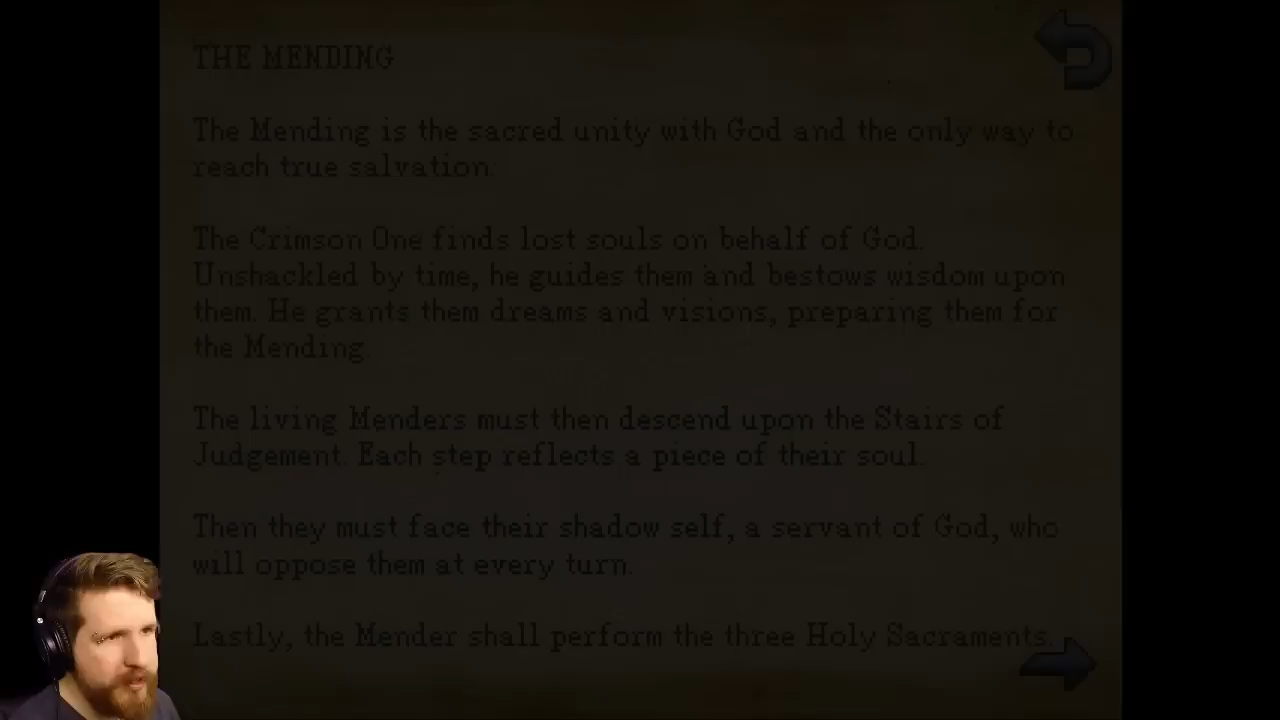 THE MENDING
The Mending is the sacred unity with God and the only way to
reach true salvation.
The Crimson One finds lost souls on behalf of God.
Unshackled by time, he guides them and bestows wisdom upon
them. He grants them dreams and visions, preparing them for
the Mending.
The living Menders must then descend upon the Stairs of
Judgement. Each step reflects a piece of their soul.
Then they must face their shadow self, a servant of God, who
will oppose them at every turn.
Lastly, the Mender shall perform the three Holy Sacraments.